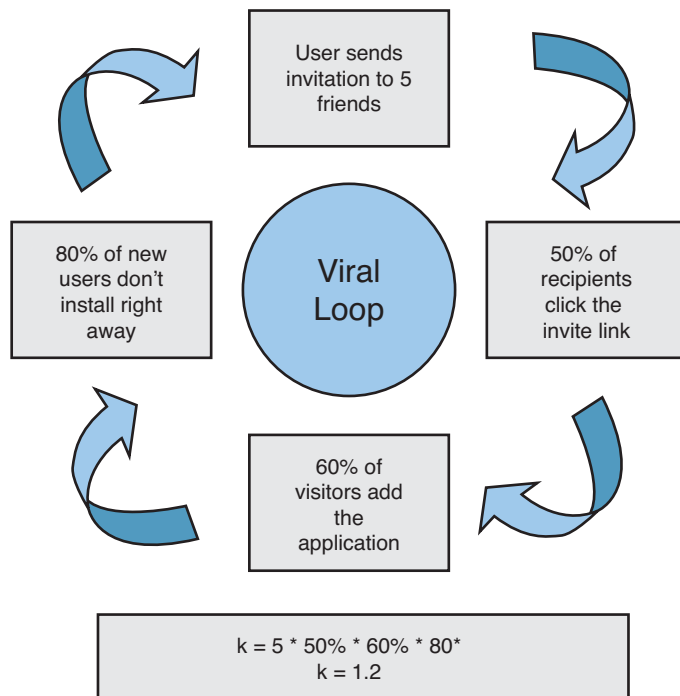 User sends
invitation to 5
friends
50% of
recipients
click the
invite link
60% of
visitors add
the
application
80% of new
users don't
install right
away
Viral
Loop
k = 5 * 50% * 60% * 80*
k = 1.2